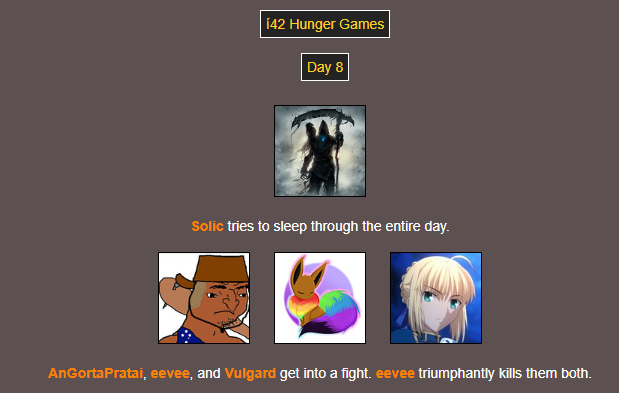 í42 Hunger Games
Day 8
Solic tries to sleep through the entire day.
AnGortaPratai, eevee, and Vulgard get into a fight. eevee triumphantly kills them both.